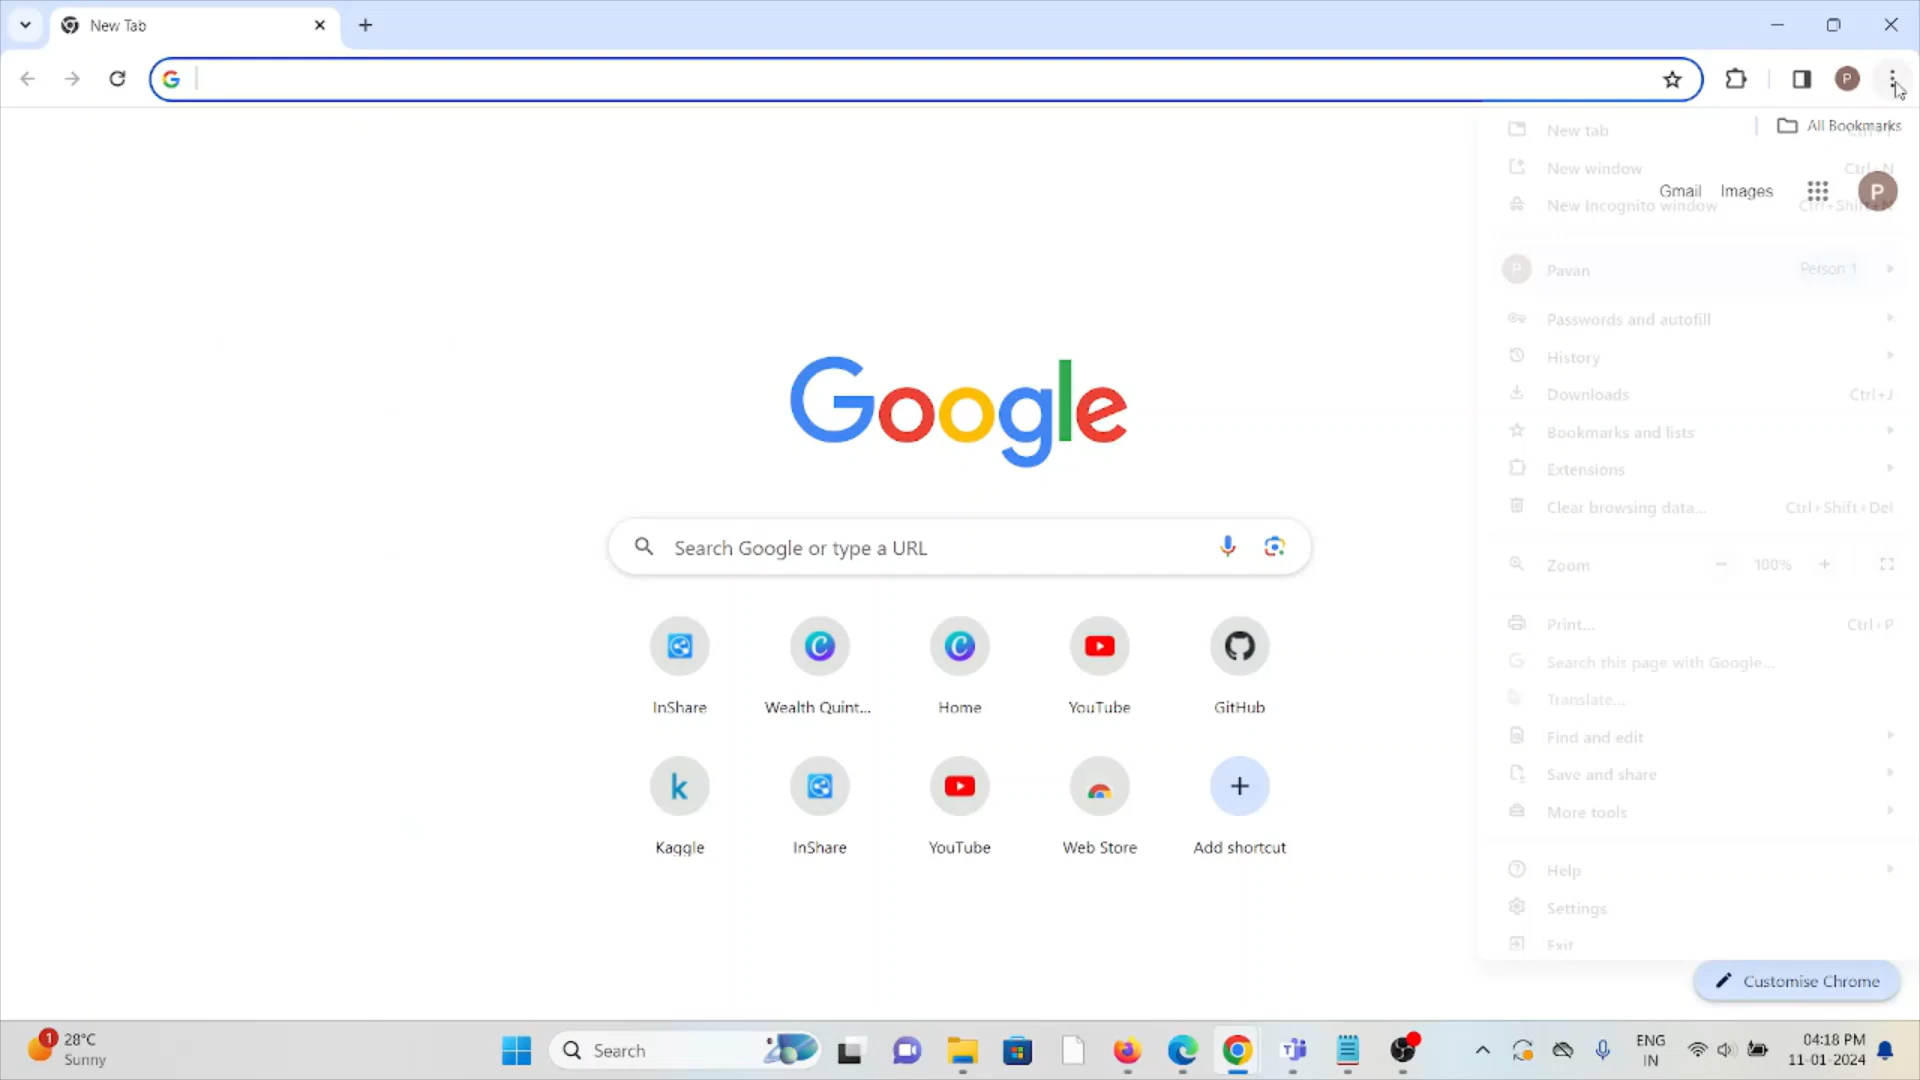 New Tab
All Bookmarks
New tab
New window Ctrl+N
Gmail Images P
New Incognito window
P Pavan Person 1
Passwords and autofill
History
Downloads Ctrl+J
Bookmarks and lists
Extensions
Clear browsing data... Ctrl+Shift+Del
Google
Search Google or type a URL
Zoom 100%
Print... Ctrl+P
Search this page with Google...
Translate...
InShare Wealth Quint... Home YouTube GitHub
Find and edit
Save and share
More tools
Kaggle InShare YouTube Web Store Add shortcut
Help
Settings
Exit
Customise Chrome
1 28°C
Sunny
Search
ENG
IN
04:18 PM
11-01-2024